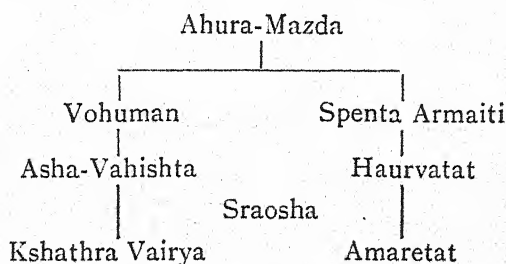 Ahura-Mazda
Vohuman Spenta Armaiti
Asha-Vahishta Haurvatat
Sraosha
Kshathra Vairya Amaretat